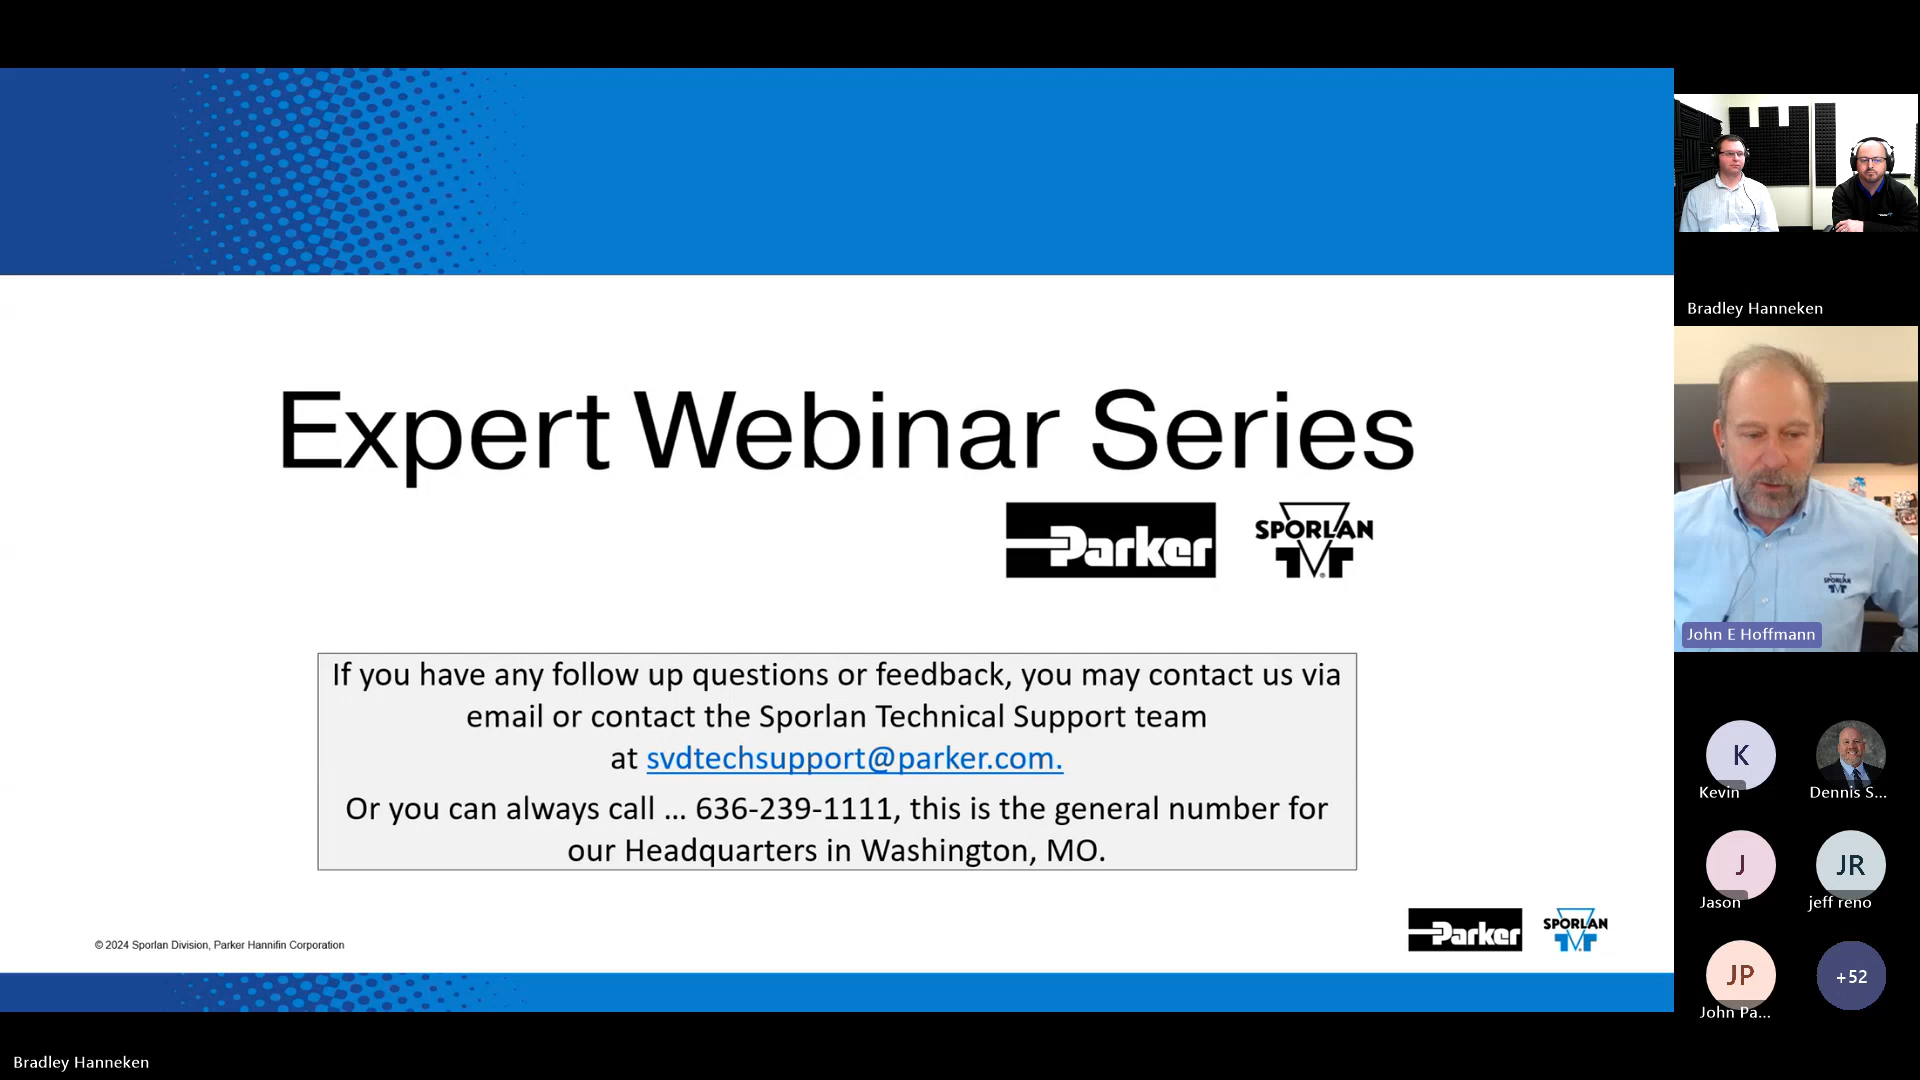 Expert Webinar Series
Parker
SPORLAN
If you have any follow up questions or feedback, you may contact us via
email or contact the Sporlan Technical Support team
at svdtechsupport@parker.com.
Or you can always call ... 636-239-1111, this is the general number for
our Headquarters in Washington, MO.
© 2024 Sporlan Division, Parker Hannifin Corporation
Parker
SPORLAN
Bradley Hanneken
SPORLAN
John E Hoffmann
K
Kevin
Dennis S...
J
Jason
JR
jeff reno
JP
John Pa...
+52
Bradley Hanneken